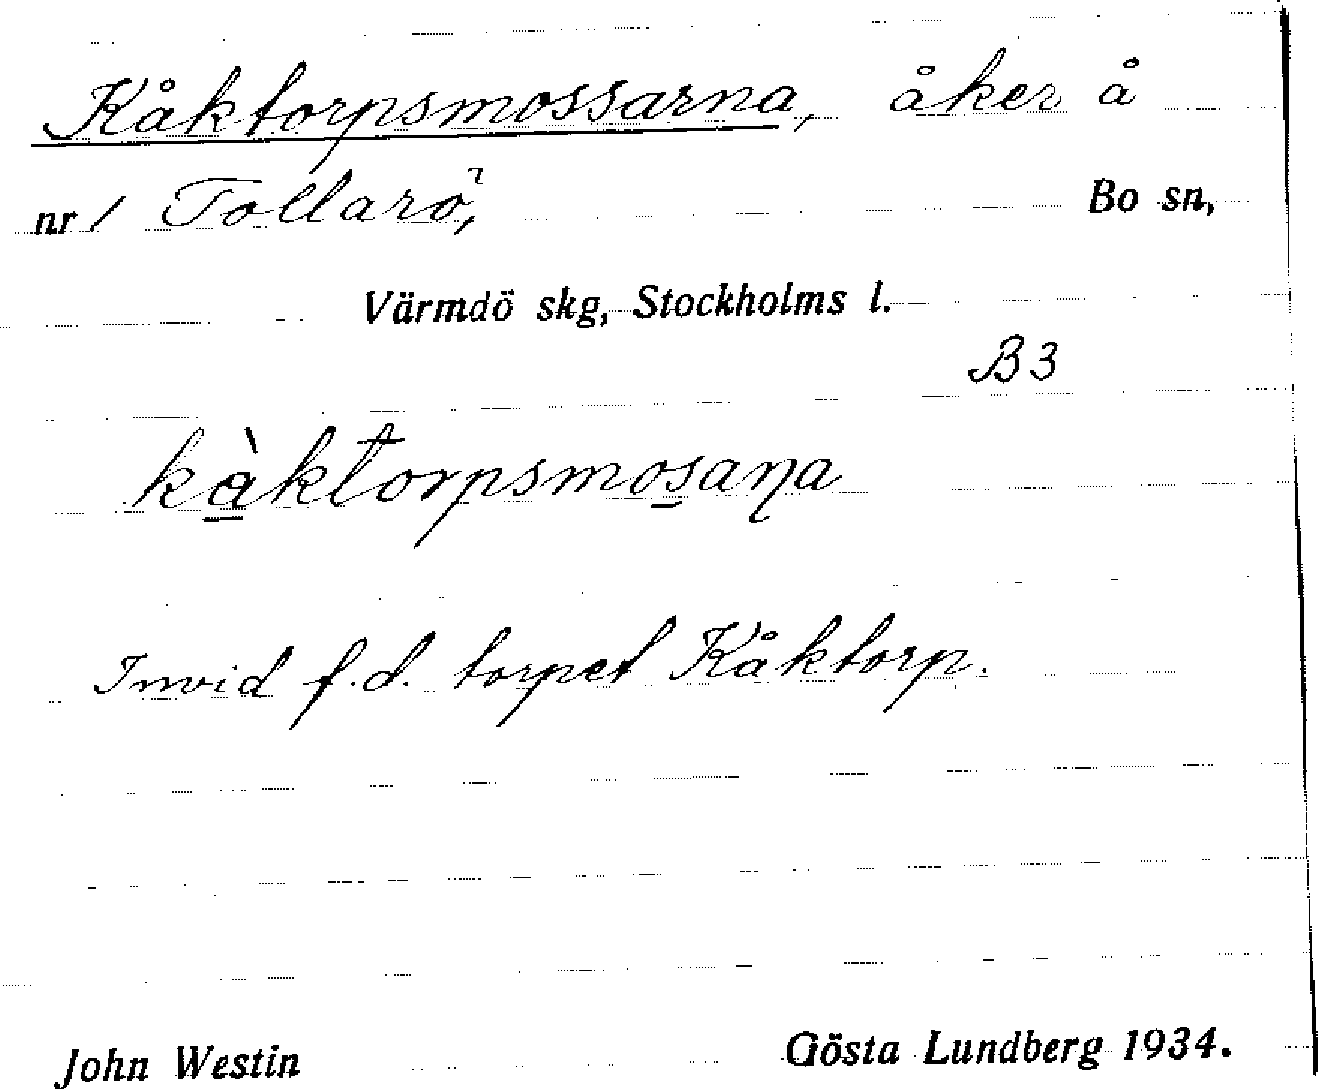 Kåktorpsmossarna, åker å
nr 1 Tollarö, Bo sn,
Värmdö skg, Stockholms l.
B3
kàktorpsmosaɳa
Invid f.d. torpet Kåktorp.
John Westin Gösta Lundberg 1934.